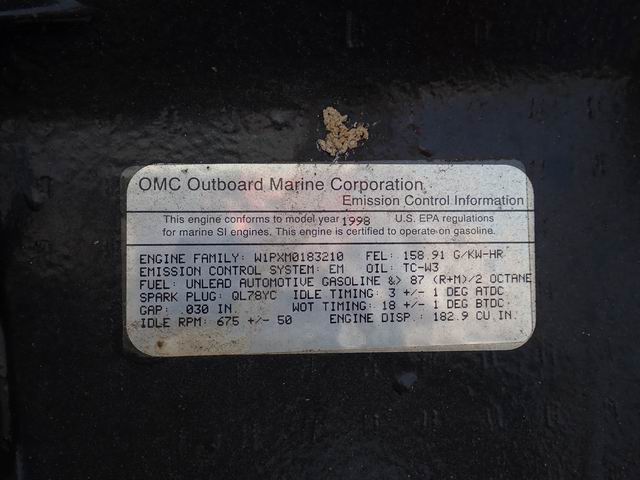 OMC Outboard Marine Corporation
Emission Control Information
This engine conforms to model year 1998 U.S. EPA regulations
for marine SI engines. This engine is certified to operate on gasoline.
ENGINE FAMILY: W1PXM0183210 FEL: 158.91 G/KW-HR
EMISSION CONTROL SYSTEM: EM OIL: TC-W3
FUEL: UNLEAD AUTOMOTIVE GASOLINE &> 87 (R+M)/2 OCTANE
SPARK PLUG: QL78YC IDLE TIMING: 3 +/- 1 DEG ATDC
GAP: .030 IN. WOT TIMING: 18 +/- 1 DEG BTDC
IDLE RPM: 675 +/- 50 ENGINE DISP.: 182.9 CU IN.